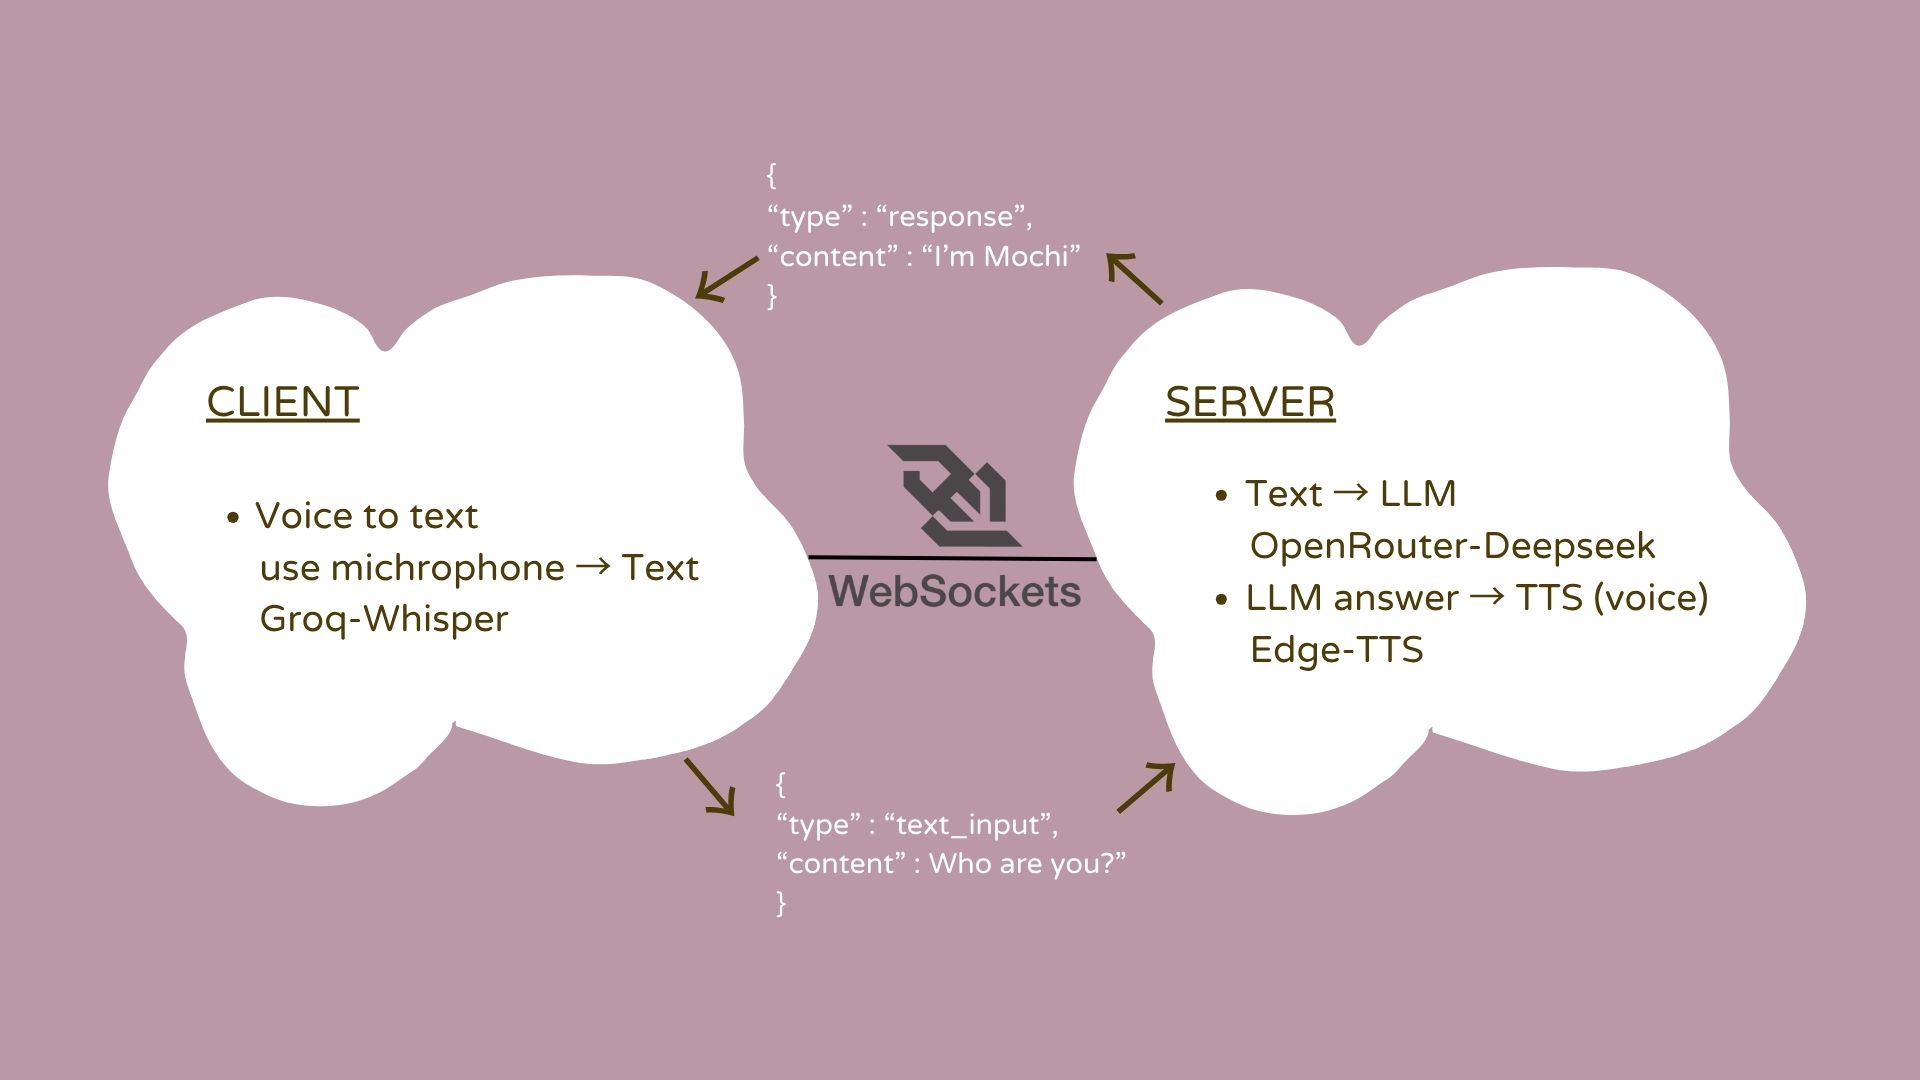 {
“type” : “response”,
“content” : “I’m Mochi”
}
CLIENT
• Voice to text
use michrophone → Text
Groq-Whisper
WebSockets
SERVER
• Text → LLM
OpenRouter-Deepseek
• LLM answer → TTS (voice)
Edge-TTS
{
“type” : “text_input”,
“content” : Who are you?”
}